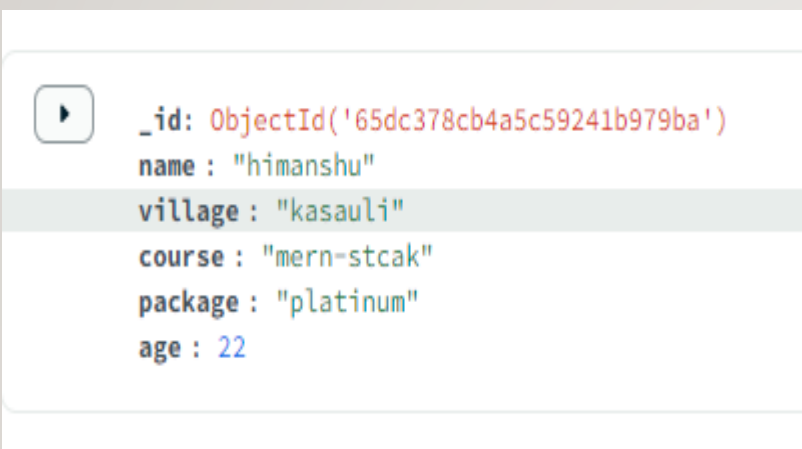 _id: ObjectId('65dc378cb4a5c59241b979ba')
name : "himanshu"
village : "kasauli"
course : "mern-stcak"
package : "platinum"
age : 22